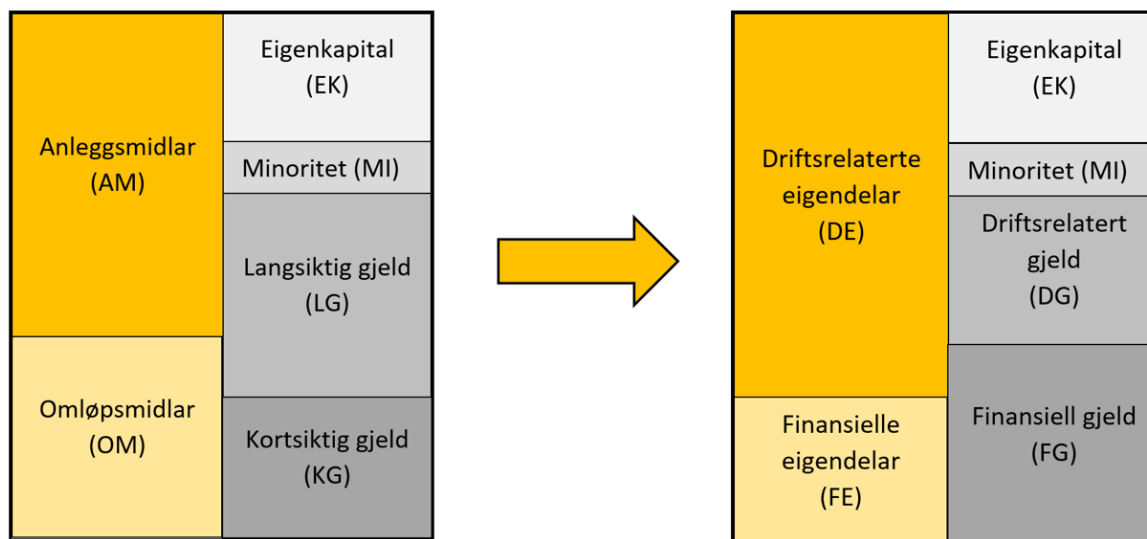 Anleggsmidlar
(AM)
Omløpsmidlar
(OM)
Eigenkapital
(EK)
Minoritet (MI)
Langsiktig gjeld
(LG)
Kortsiktig gjeld
(KG)
Driftsrelaterte
eigendelar
(DE)
Finansielle
eigendelar
(FE)
Eigenkapital
(EK)
Minoritet (MI)
Driftsrelatert
gjeld
(DG)
Finansiell gjeld
(FG)